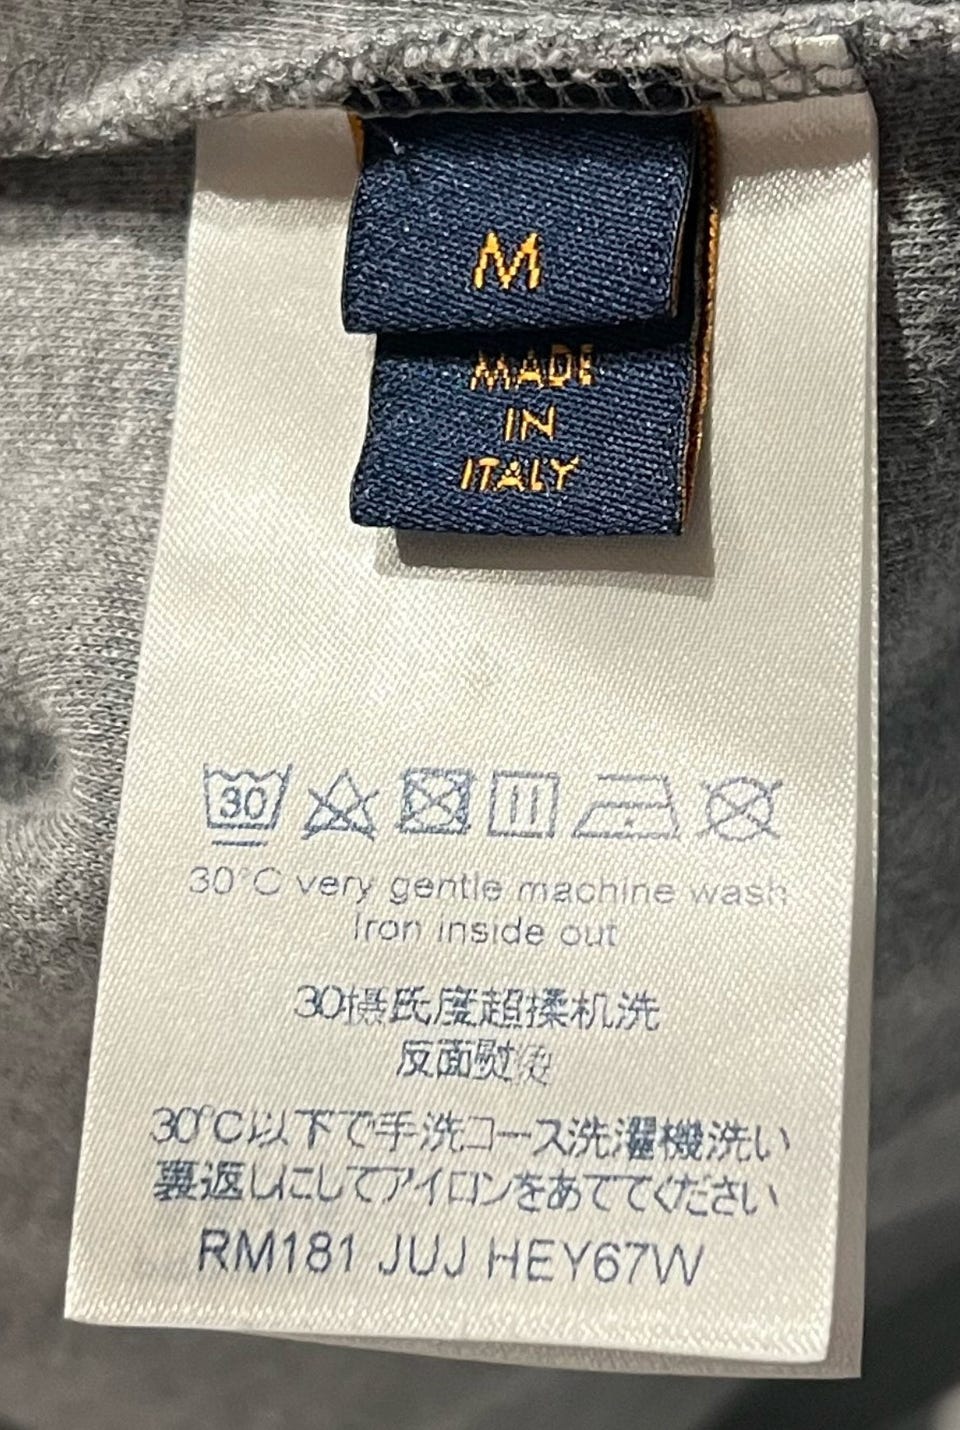 M
MADE
IN
ITALY
30
30°C very gentle machine wash
Iron inside out
30摄氏度超揉机洗
反面熨烫
30°C以下で手洗コース洗濯機洗い
裏返しにしてアイロンをあててください
RM181 JUJ HEY67W